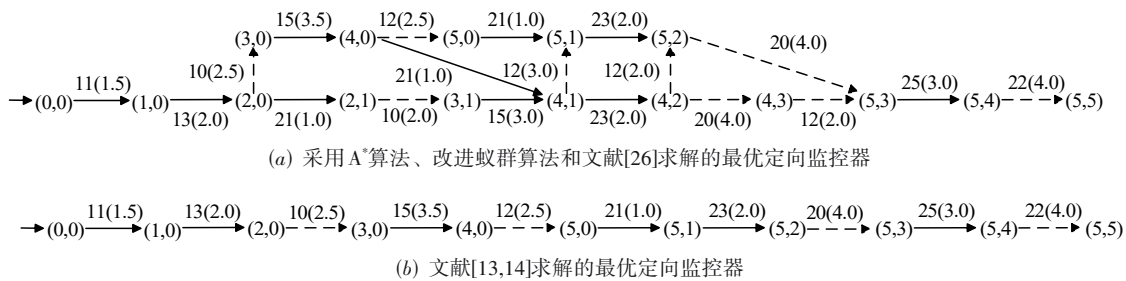 15(3.5) 12(2.5) 21(1.0) 23(2.0)
(3,0) (4,0) (5,0) (5,1) (5,2) 20(4.0)
10(2.5) 21(1.0) 12(3.0) 12(2.0)
11(1.5) 25(3.0) 22(4.0)
(0,0) (1,0) (2,0) (2,1) (3,1) (4,1) (4,2) (4,3) (5,3) (5,4) (5,5)
13(2.0) 21(1.0) 10(2.0) 15(3.0) 23(2.0) 20(4.0) 12(2.0)
(a) 采用A*算法、改进蚁群算法和文献[26]求解的最优定向监控器
11(1.5) 13(2.0) 10(2.5) 15(3.5) 12(2.5) 21(1.0) 23(2.0) 20(4.0) 25(3.0) 22(4.0)
(0,0) (1,0) (2,0) (3,0) (4,0) (5,0) (5,1) (5,2) (5,3) (5,4) (5,5)
(b) 文献[13,14]求解的最优定向监控器